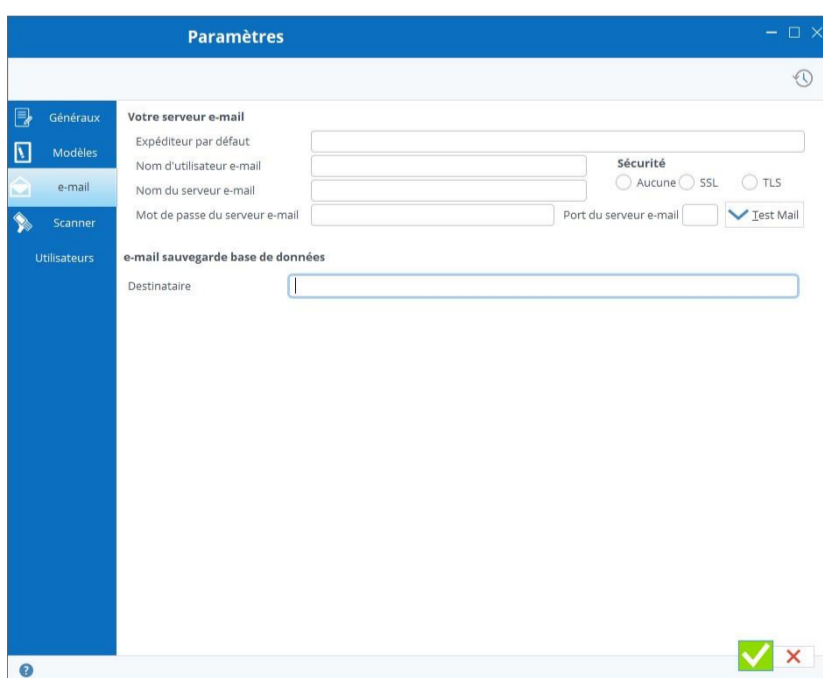 Paramètres
Généraux
Modèles
e-mail
Scanner
Utilisateurs
Votre serveur e-mail
Expéditeur par défaut
Nom d'utilisateur e-mail
Sécurité
Nom du serveur e-mail
Aucune SSL TLS
Mot de passe du serveur e-mail
Port du serveur e-mail
Test Mail
e-mail sauvegarde base de données
Destinataire